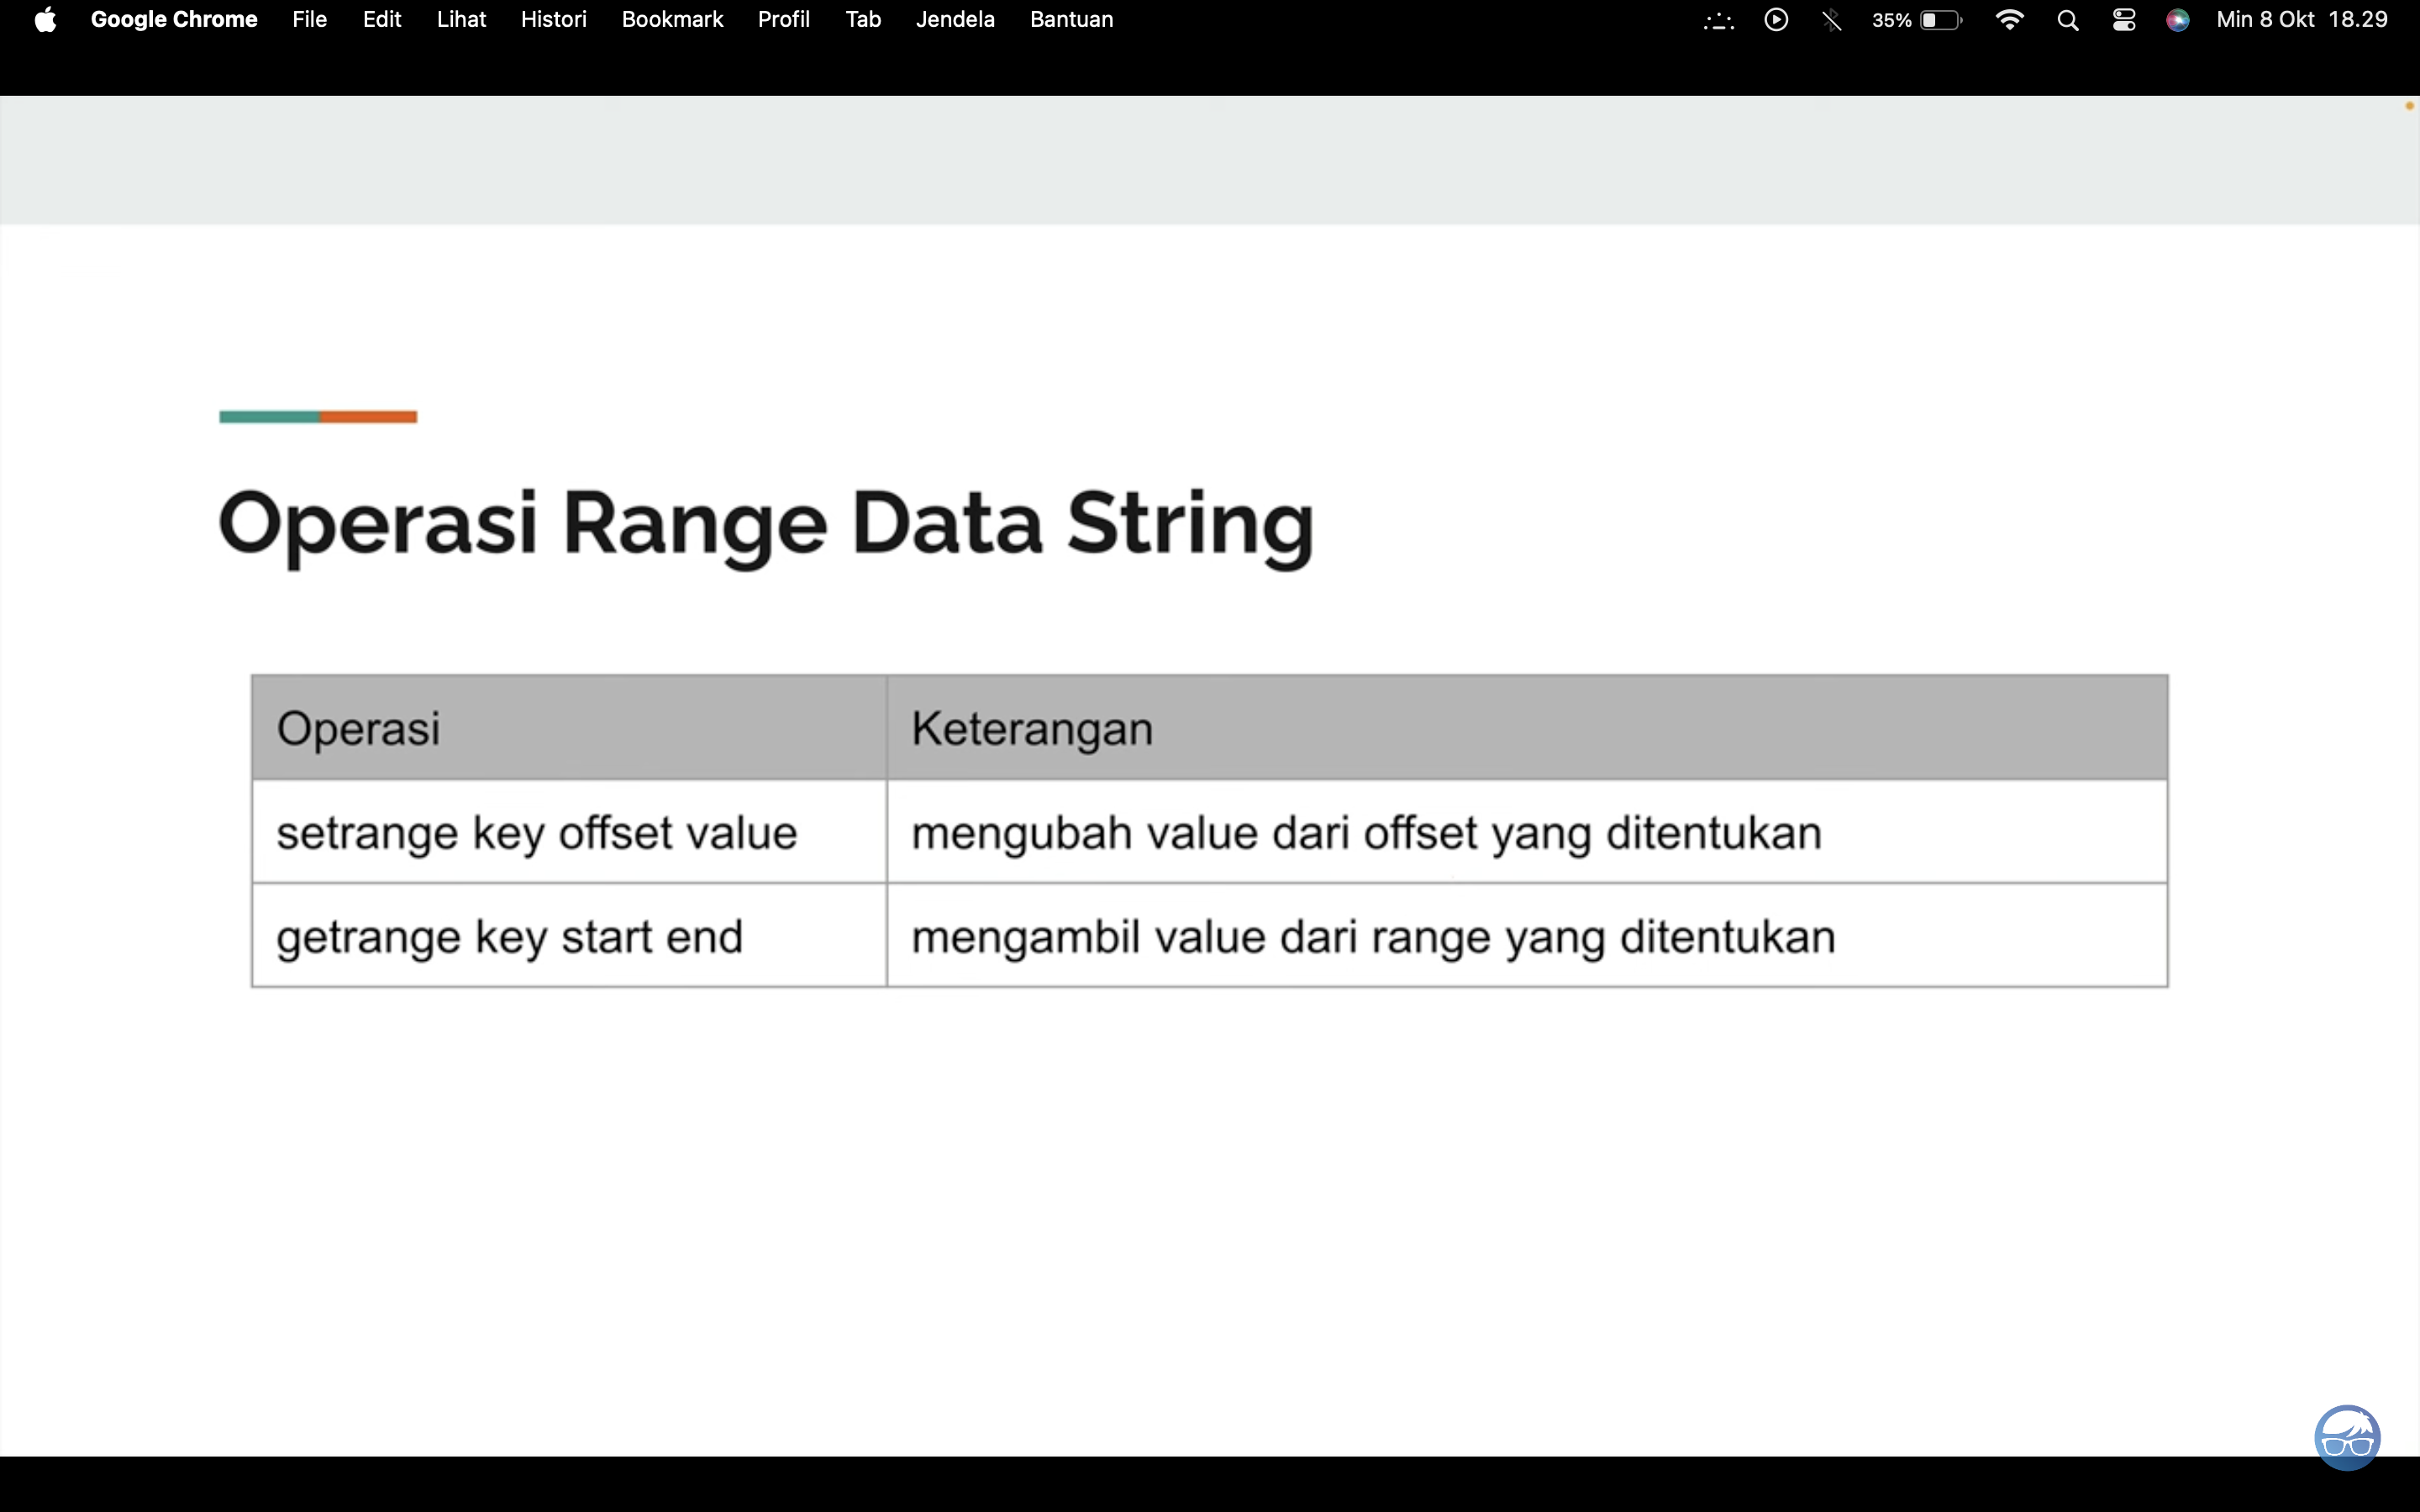 Google Chrome File Edit Lihat Histori Bookmark Profil Tab Jendela Bantuan 35% Min 8 Okt 18.29
Operasi Range Data String
Operasi Keterangan
setrange key offset value mengubah value dari offset yang ditentukan
getrange key start end mengambil value dari range yang ditentukan